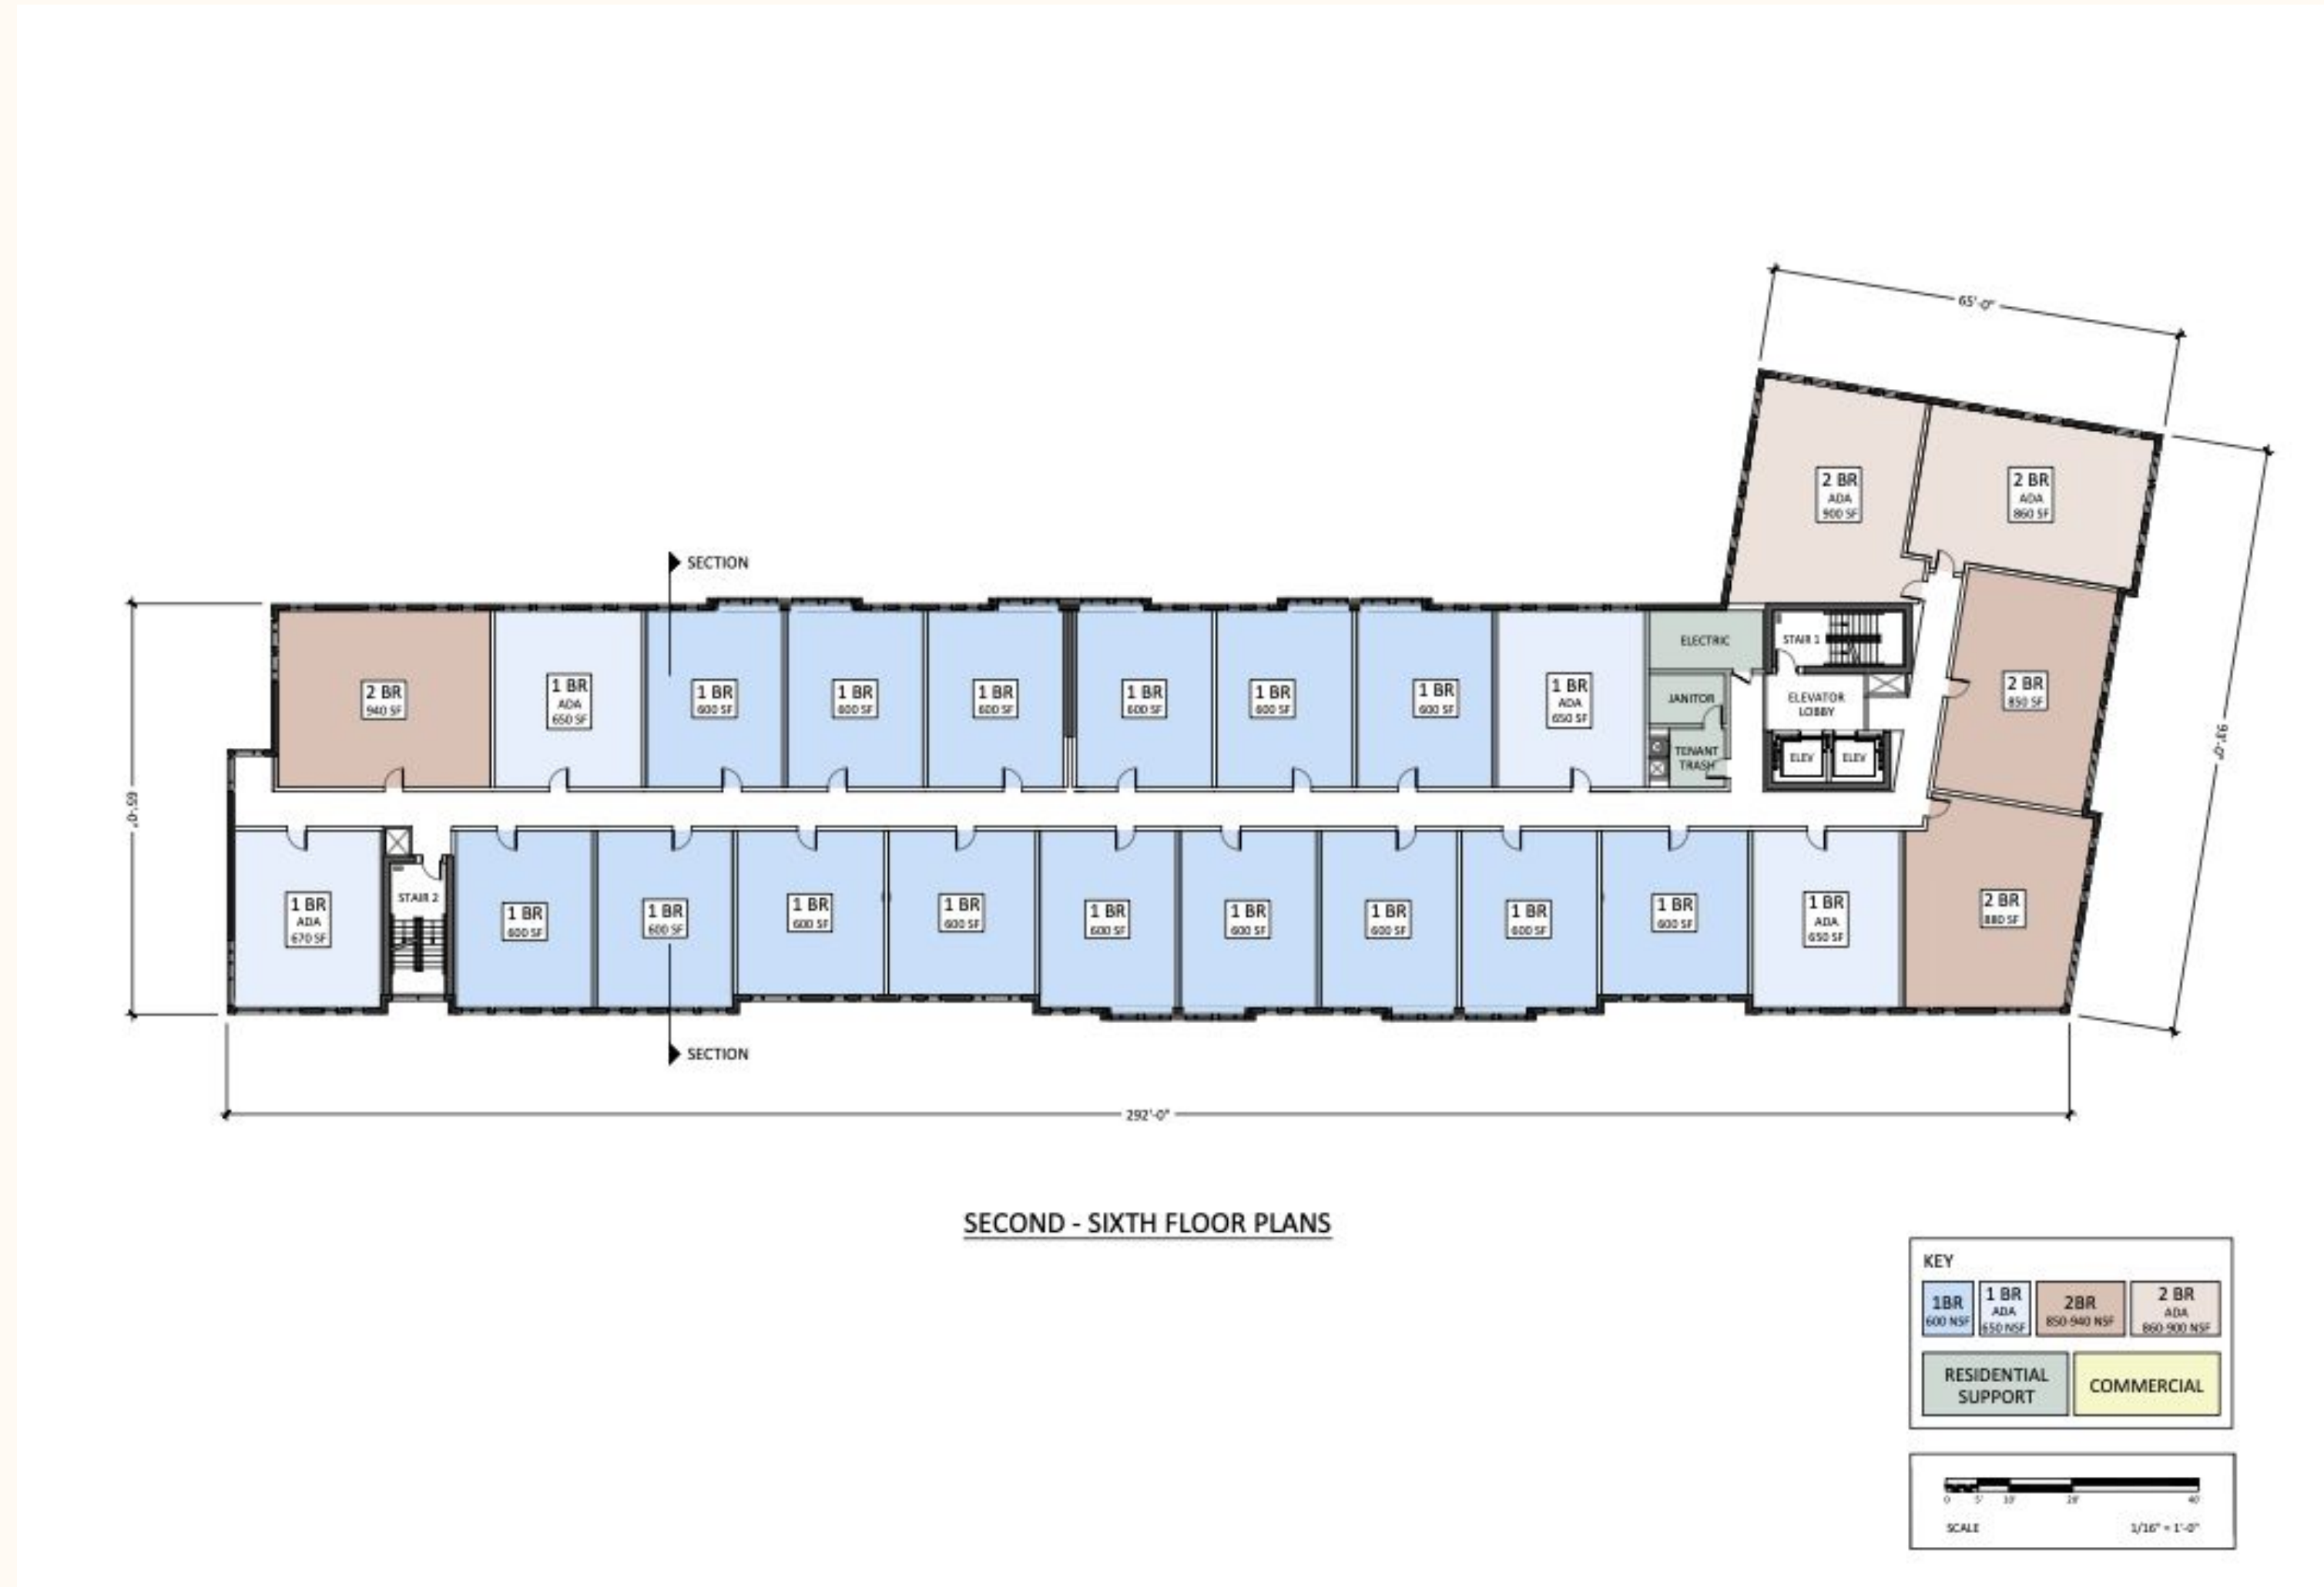 65'-0"
SECTION
2 BR
ADA
900 SF
2 BR
ADA
860 SF
93'-0"
65'-0"
2 BR
940 SF
1 BR
ADA
650 SF
1 BR
600 SF
1 BR
600 SF
1 BR
600 SF
1 BR
600 SF
1 BR
600 SF
1 BR
600 SF
1 BR
ADA
650 SF
ELECTRIC
JANITOR
TENANT
TRASH
STAIR 1
ELEVATOR
LOBBY
ELEV
ELEV
2 BR
850 SF
1 BR
ADA
670 SF
STAIR 2
1 BR
600 SF
1 BR
600 SF
1 BR
600 SF
1 BR
600 SF
1 BR
600 SF
1 BR
600 SF
1 BR
600 SF
1 BR
600 SF
1 BR
600 SF
1 BR
ADA
650 SF
2 BR
880 SF
SECTION
292'-0"
SECOND - SIXTH FLOOR PLANS
KEY
1BR
600 NSF
1 BR
ADA
650 NSF
2BR
850-940 NSF
2 BR
ADA
860-900 NSF
RESIDENTIAL
SUPPORT
COMMERCIAL
0 5' 10' 20' 40'
SCALE 1/16" = 1'-0"